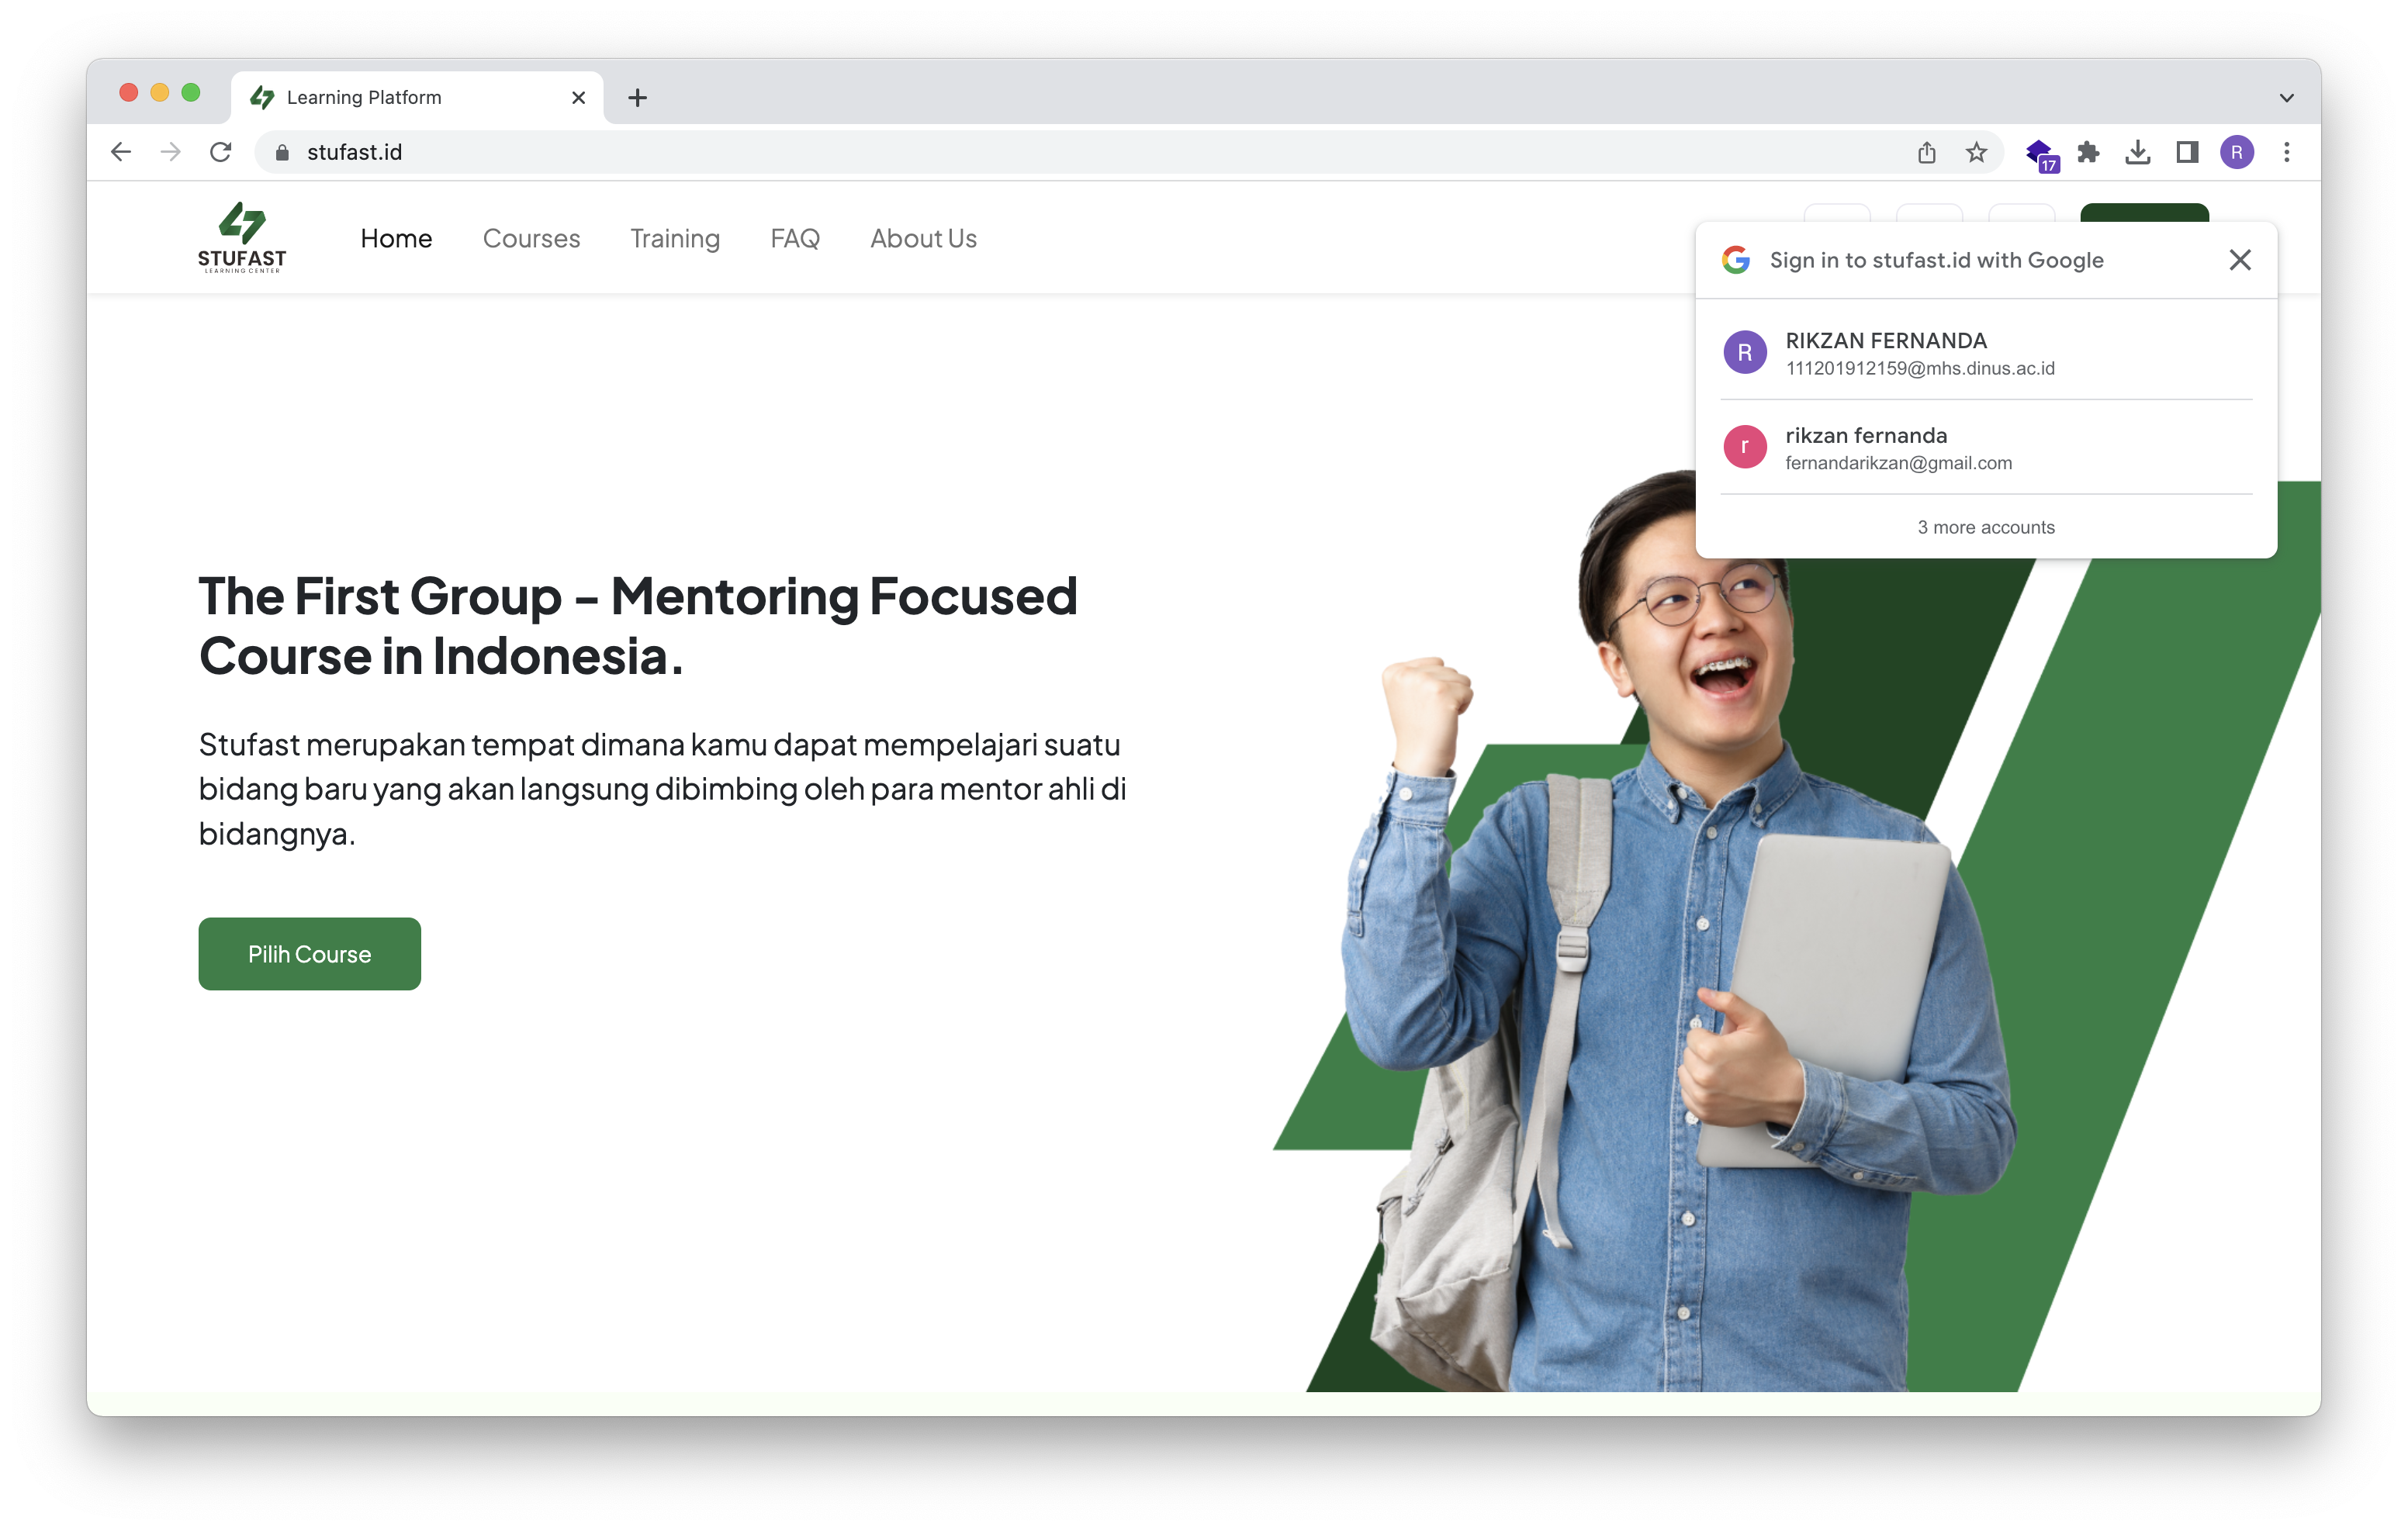 Learning Platform
stufast.id
17
R
STUFAST
LEARNING CENTER
Home
Courses
Training
FAQ
About Us
Sign in to stufast.id with Google
R
RIKZAN FERNANDA
111201912159@mhs.dinus.ac.id
r
rikzan fernanda
fernandarikzan@gmail.com
3 more accounts
The First Group - Mentoring Focused
Course in Indonesia.
Stufast merupakan tempat dimana kamu dapat mempelajari suatu
bidang baru yang akan langsung dibimbing oleh para mentor ahli di
bidangnya.
Pilih Course